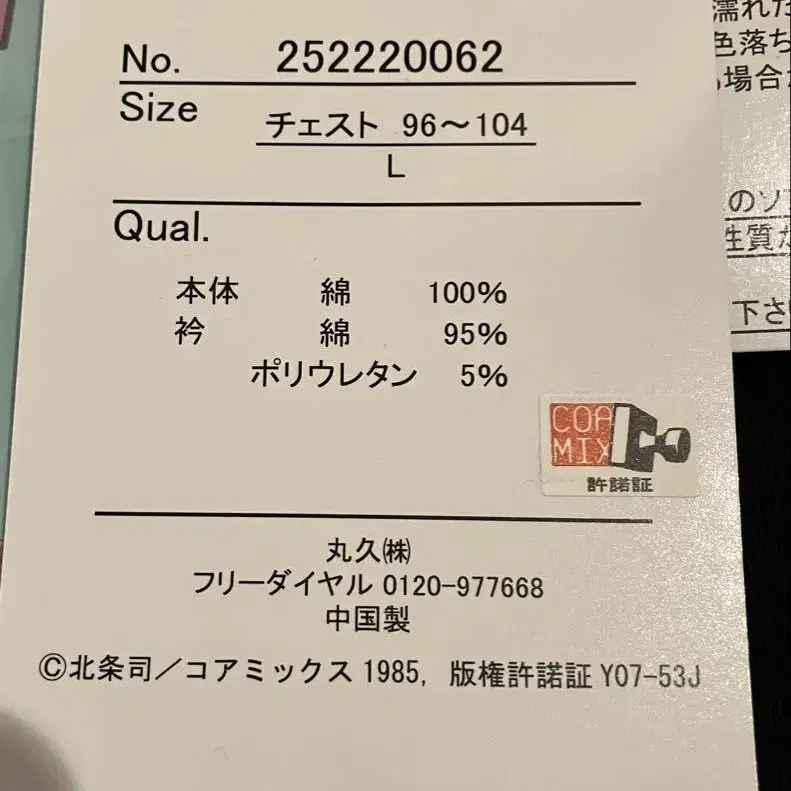 No. 252220062
Size
チェスト 96〜104
L
Qual.
本体 綿 100%
衿 綿 95%
ポリウレタン 5%
COA
MIX
許諾証
丸久㈱
フリーダイヤル 0120-977668
中国製
©北条司／コアミックス 1985, 版権許諾証 Y07-53J
濡れた
色落ち
場合
のソフ
性質が
下さい